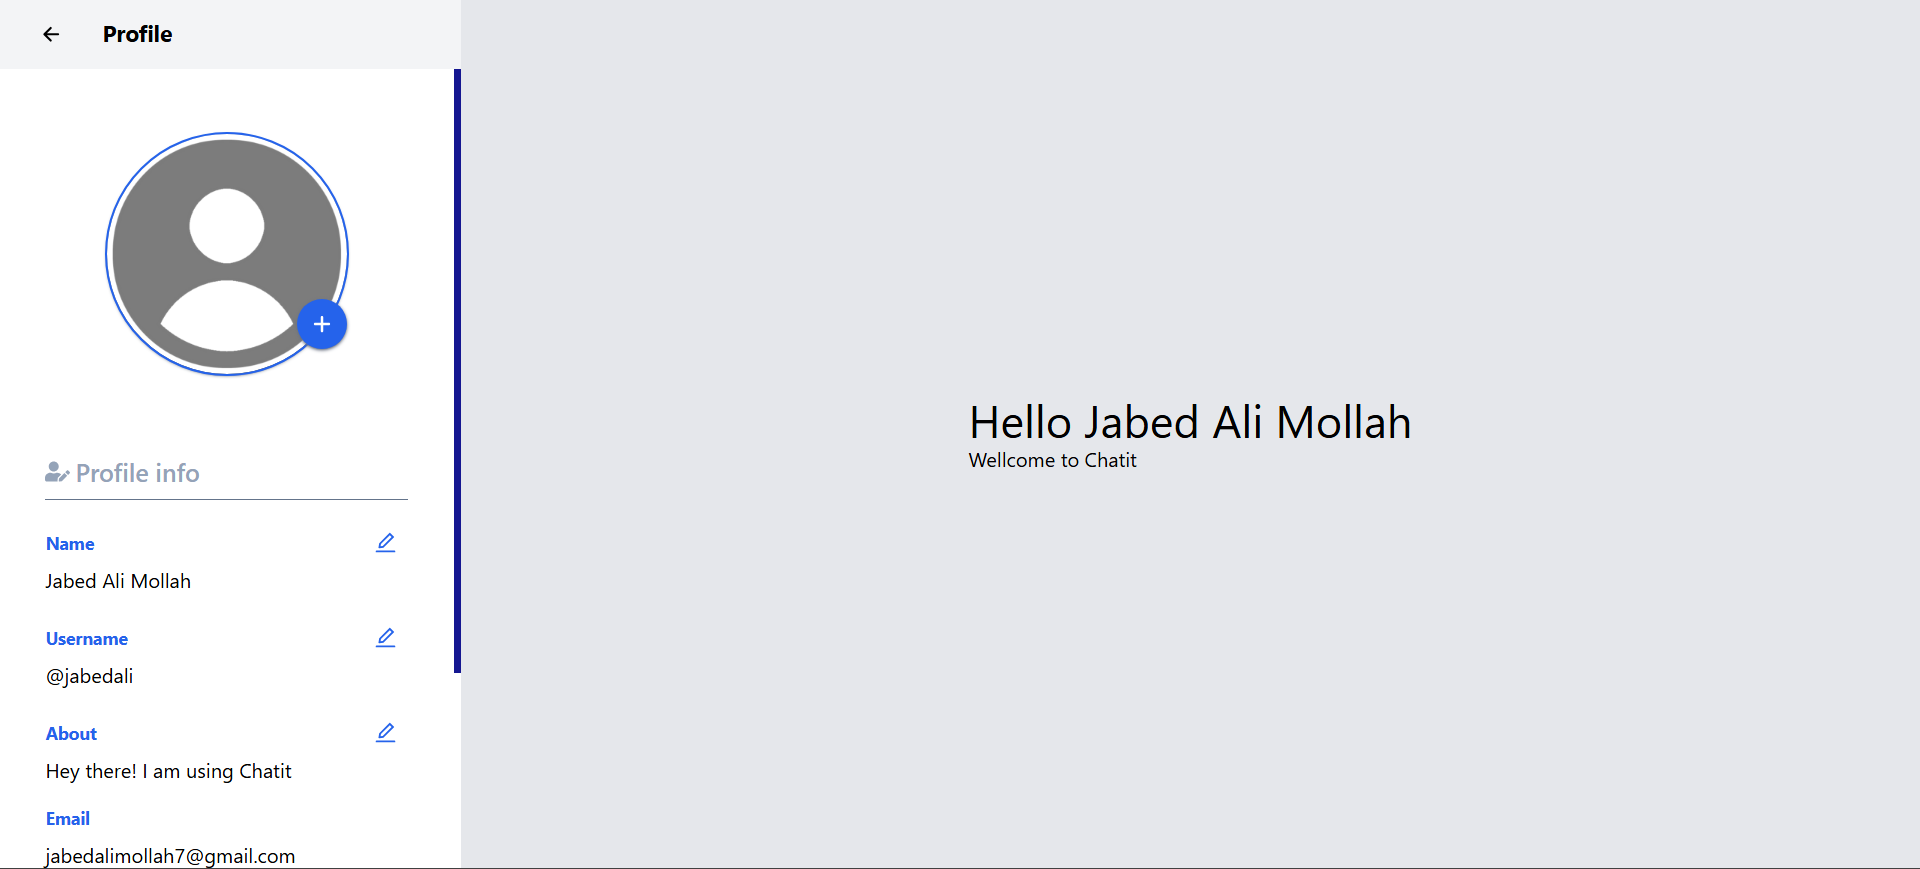 Profile
Profile info
Name
Jabed Ali Mollah
Username
@jabedali
About
Hey there! I am using Chatit
Email
jabedalimollah7@gmail.com
Hello Jabed Ali Mollah
Wellcome to Chatit